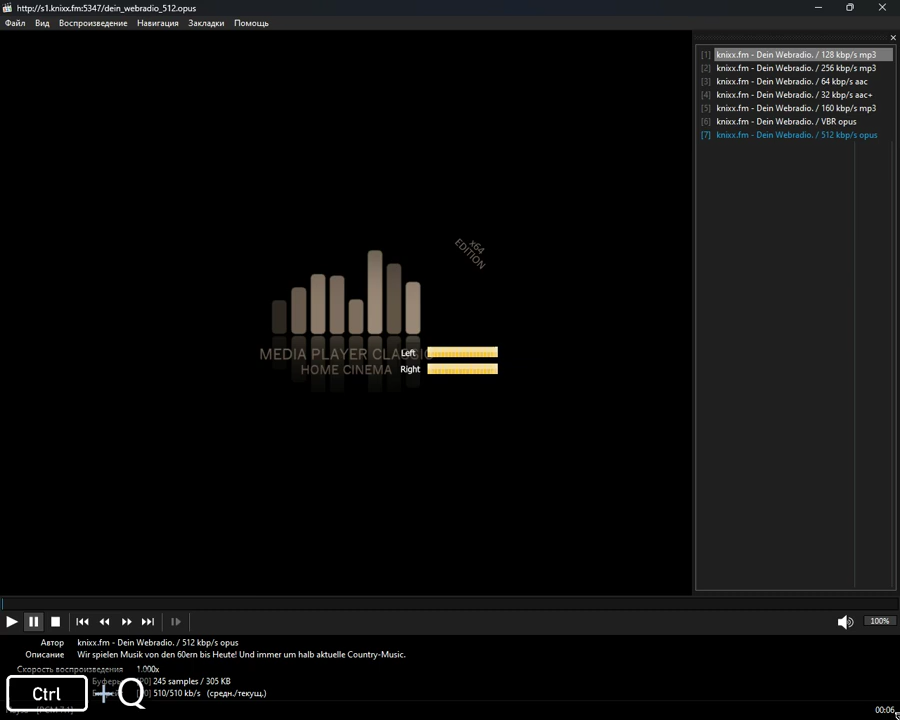 http://s1.knixx.fm:5347/dein_webradio_512.opus
Файл Вид Воспроизведение Навигация Закладки Помощь
[1] knixx.fm - Dein Webradio. / 128 kbp/s mp3
[2] knixx.fm - Dein Webradio. / 256 kbp/s mp3
[3] knixx.fm - Dein Webradio. / 64 kbp/s aac
[4] knixx.fm - Dein Webradio. / 32 kbp/s aac+
[5] knixx.fm - Dein Webradio. / 160 kbp/s mp3
[6] knixx.fm - Dein Webradio. / VBR opus
[7] knixx.fm - Dein Webradio. / 512 kbp/s opus
x64
EDITION
MEDIA PLAYER CLASSIC
HOME CINEMA
Left
Right
100%
Автор knixx.fm - Dein Webradio. / 512 kbp/s opus
Описание Wir spielen Musik von den 60ern bis Heute! Und immer um halb aktuelle Country-Music.
Скорость воспроизведения 1.000x
Буферы [P0] 245 samples / 305 KB
510/510 kb/s (средн./текущ.)
Ctrl + Q
00:06